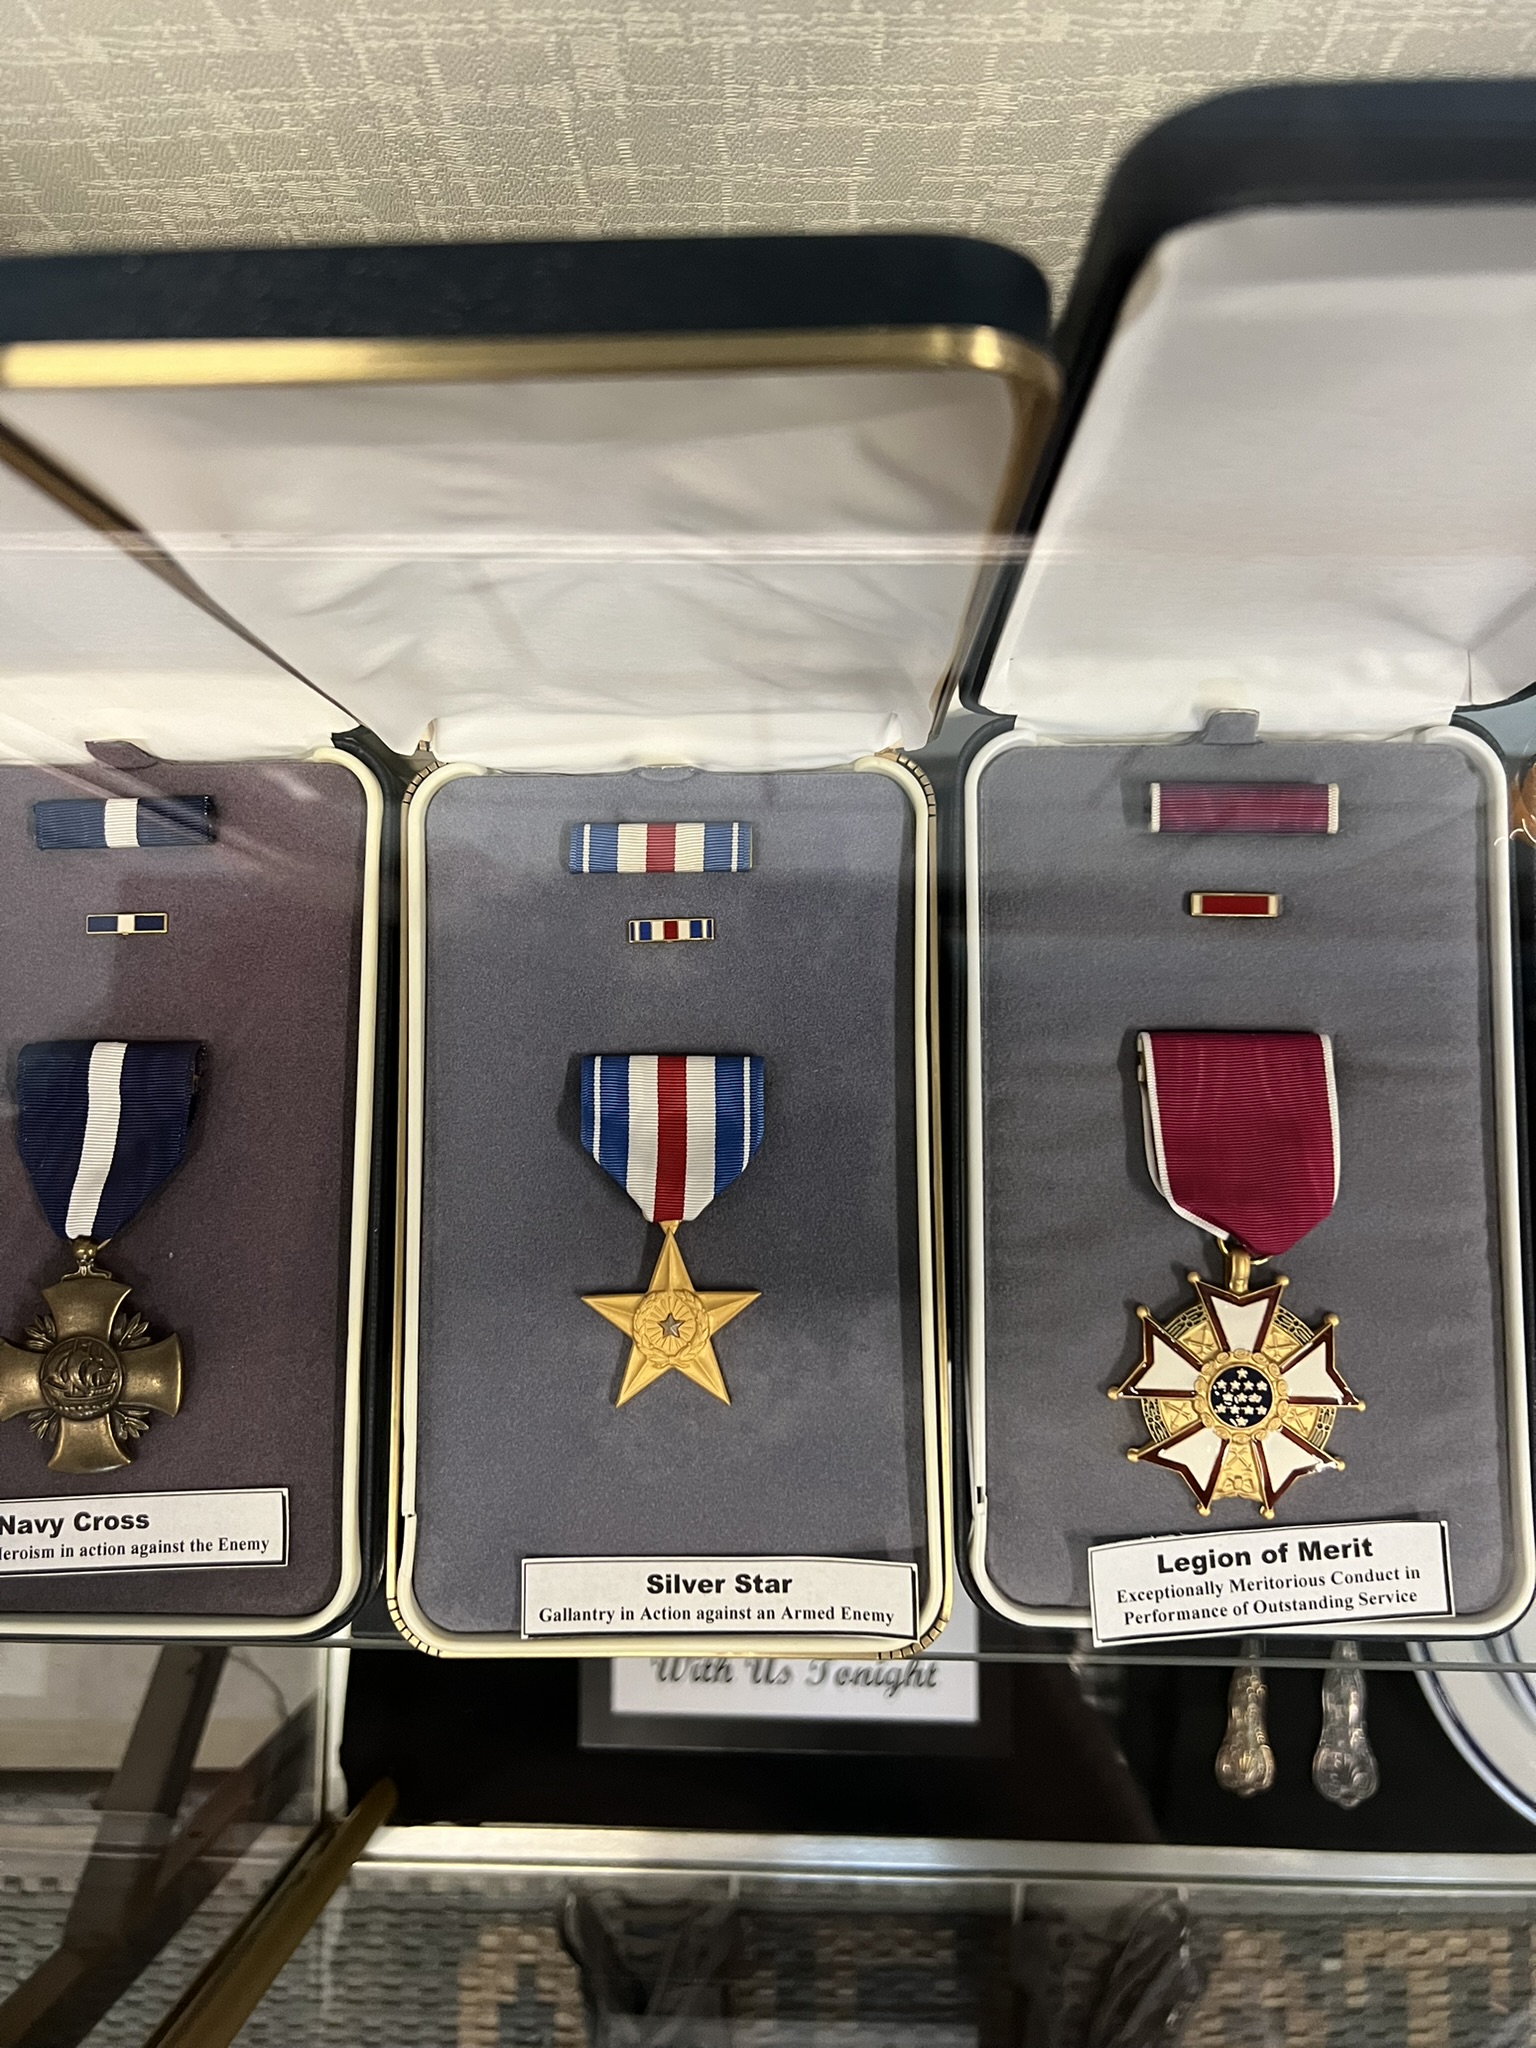 Navy Cross
eroism in action against the Enemy
Silver Star
Gallantry in Action against an Armed Enemy
Legion of Merit
Exceptionally Meritorious Conduct in
Performance of Outstanding Service
With Us Tonight